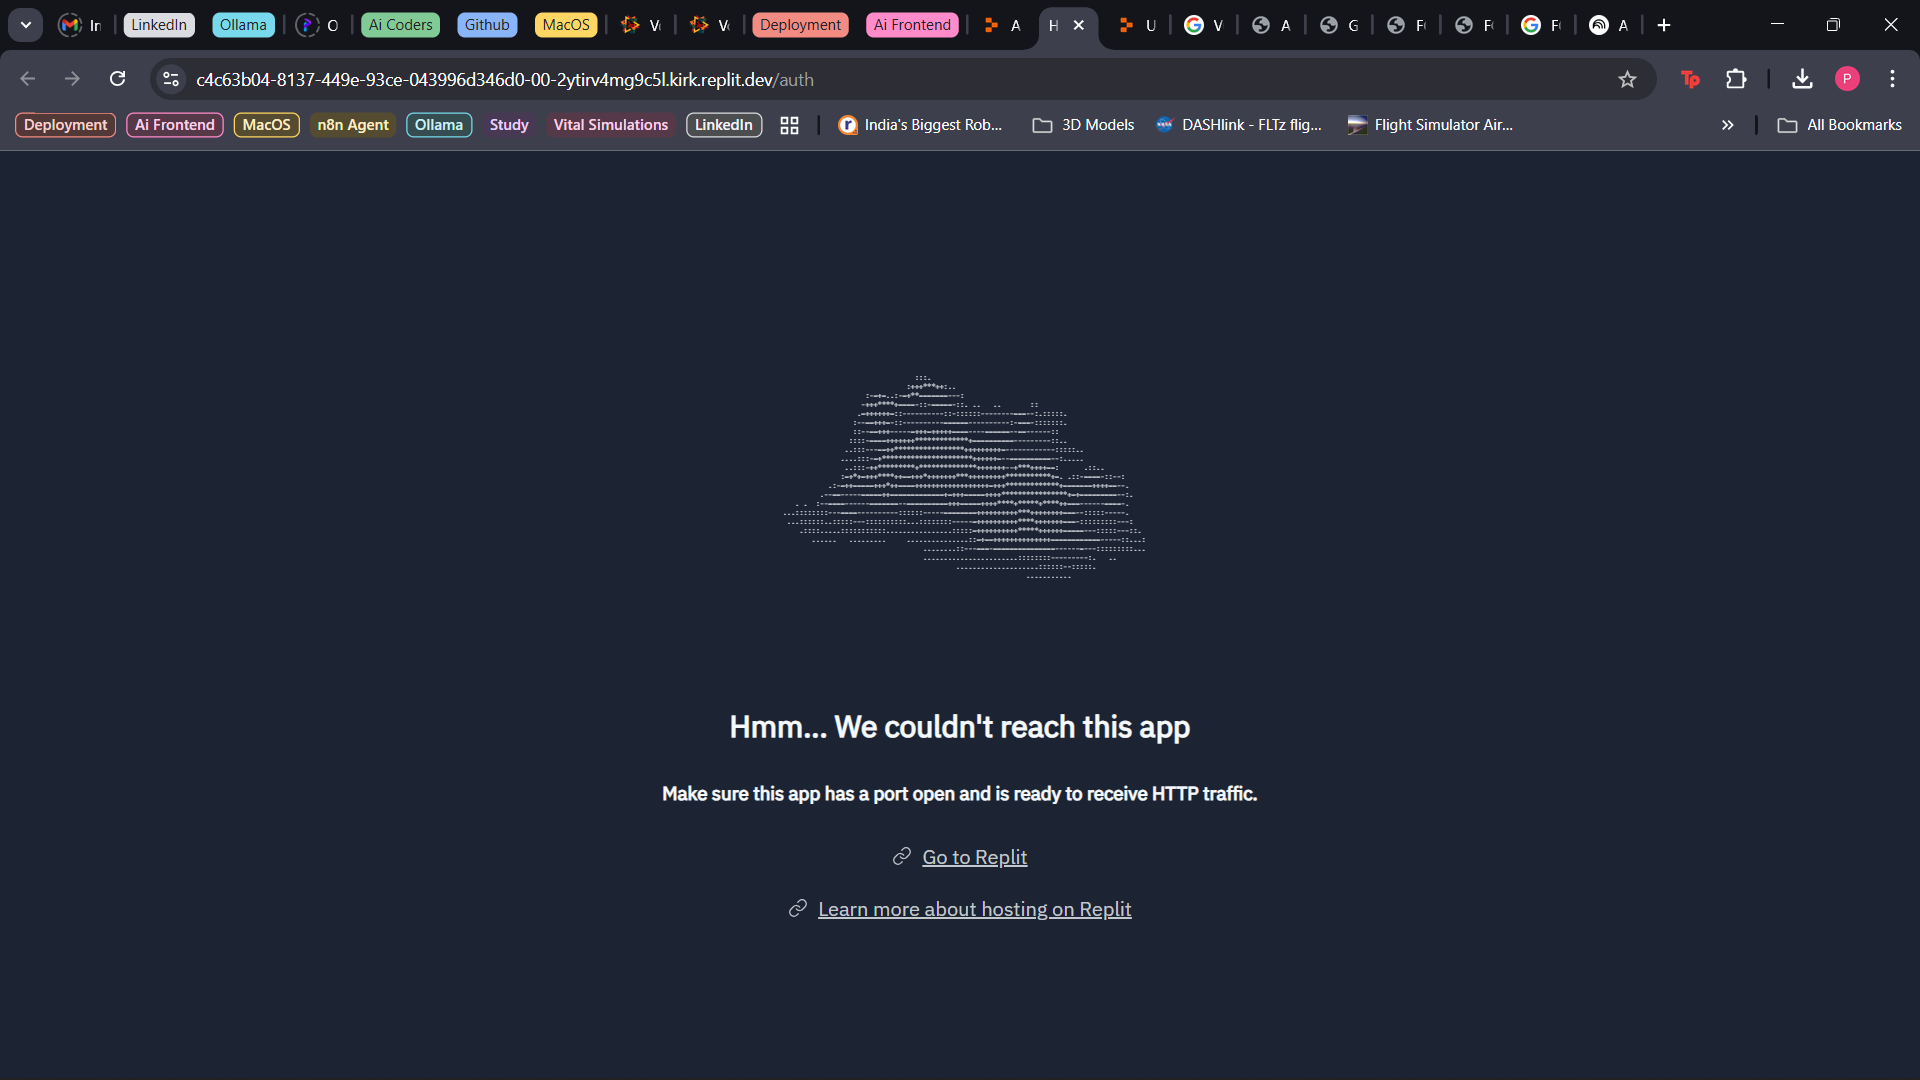 In
LinkedIn
Ollama
O
Ai Coders
Github
MacOS
Deployment
Ai Frontend
A
H
U
V
A
G
A
c4c63b04-8137-449e-93ce-043996d346d0-00-2ytirv4mg9c5l.kirk.replit.dev/auth
Tp
P
Deployment
Ai Frontend
MacOS
n8n Agent
Ollama
Study
Vital Simulations
LinkedIn
India's Biggest Rob...
3D Models
DASHlink - FLTz flig...
Flight Simulator Air...
All Bookmarks
Hmm... We couldn't reach this app
Make sure this app has a port open and is ready to receive HTTP traffic.
Go to Replit
Learn more about hosting on Replit